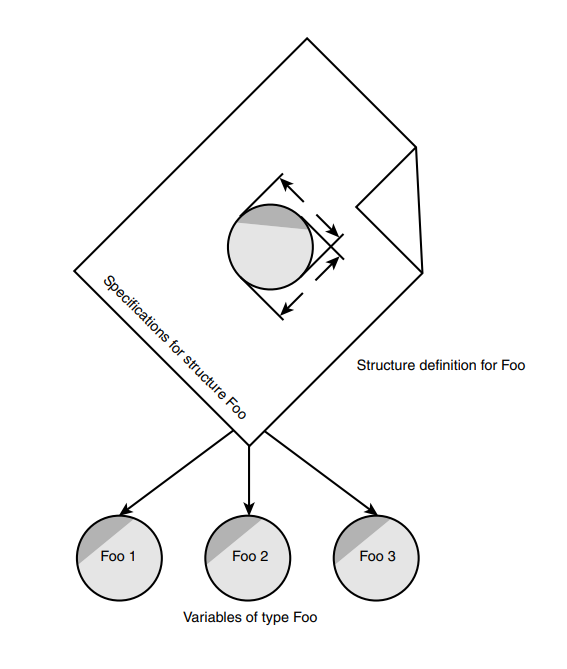 Specifications for structure Foo
Structure definition for Foo
Foo 1
Foo 2
Foo 3
Variables of type Foo